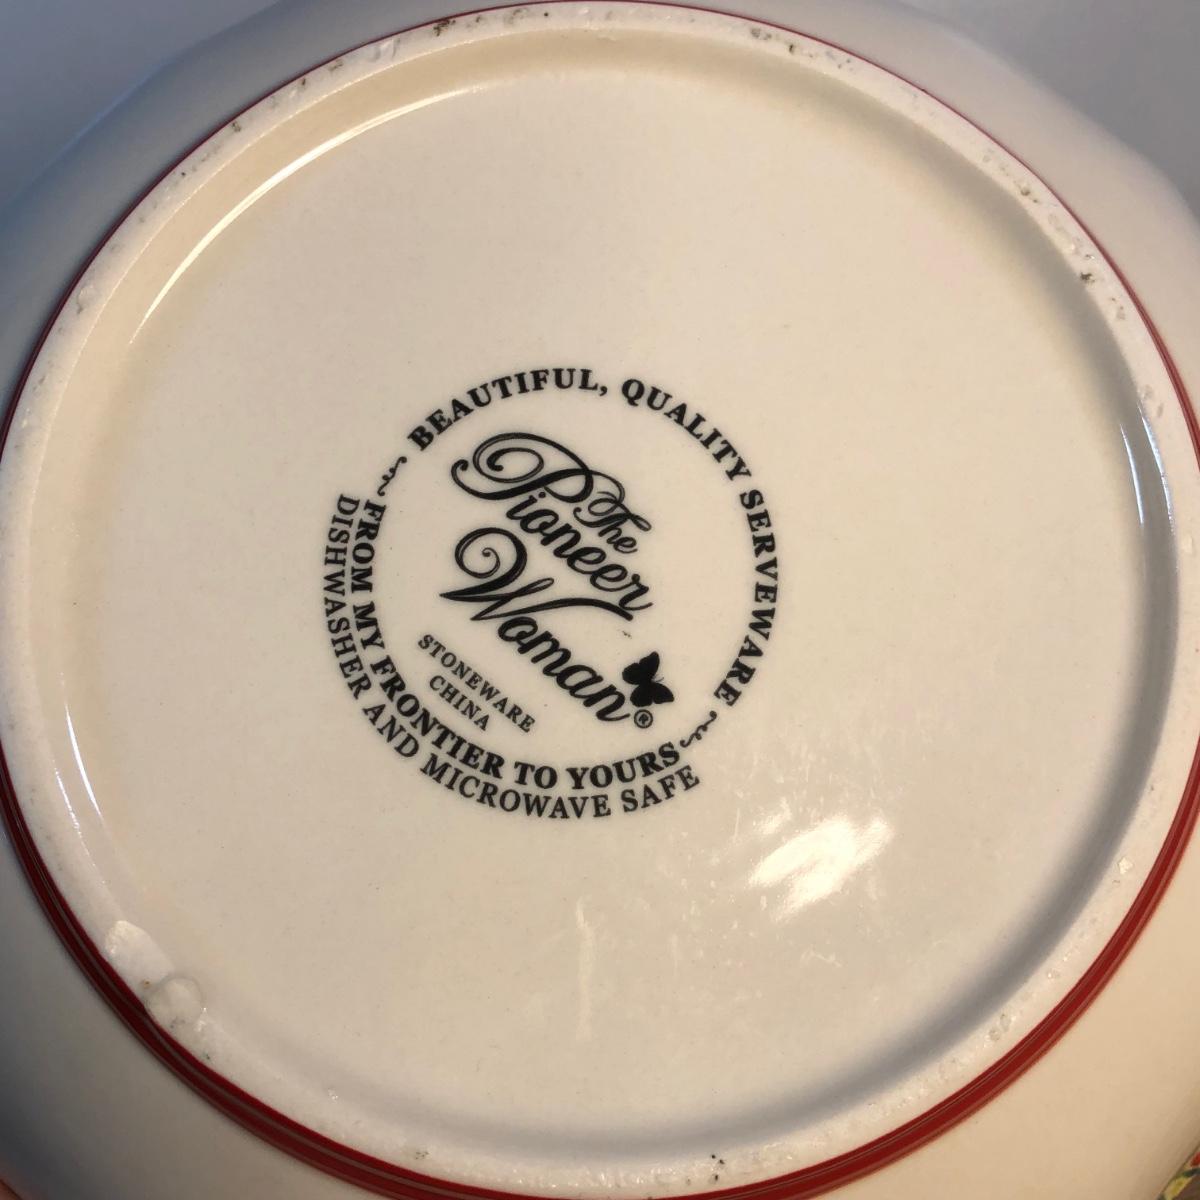 BEAUTIFUL, QUALITY SERVEWARE
The
Pioneer
Woman®
STONEWARE
CHINA
FROM MY FRONTIER TO YOURS
DISHWASHER AND MICROWAVE SAFE